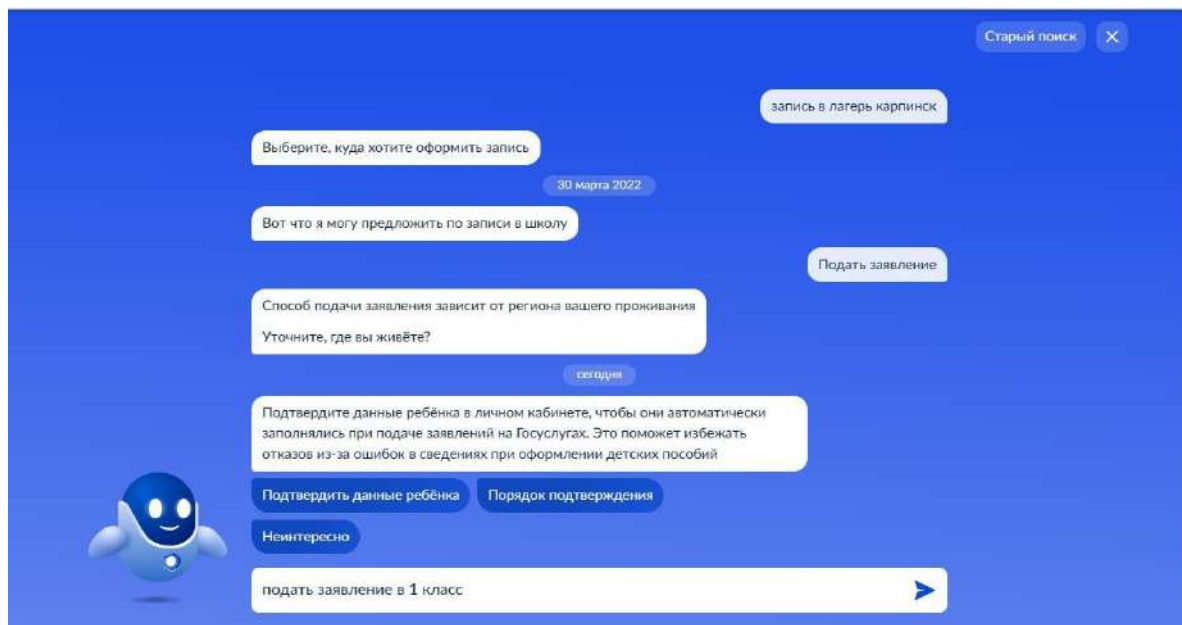 Старый поиск
запись в лагерь карпинск
Выберите, куда хотите оформить запись
30 марта 2022
Вот что я могу предложить по записи в школу
Подать заявление
Способ подачи заявления зависит от региона вашего проживания
Уточните, где вы живёте?
сегодня
Подтвердите данные ребёнка в личном кабинете, чтобы они автоматически
заполнялись при подаче заявлений на Госуслугах. Это поможет избежать
отказов из-за ошибок в сведениях при оформлении детских пособий
Подтвердить данные ребёнка Порядок подтверждения
Неинтересно
подать заявление в 1 класс